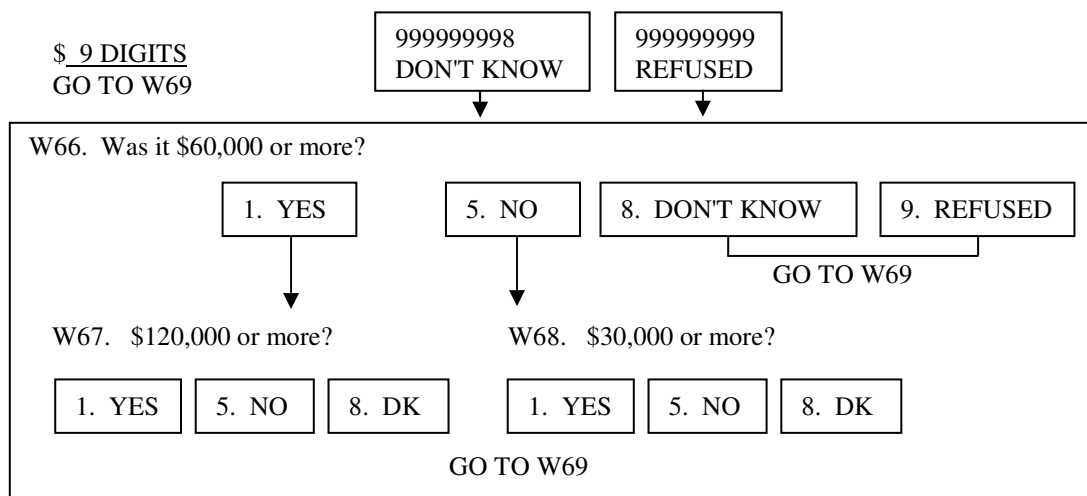 $ 9 DIGITS
GO TO W69
999999998
DON'T KNOW
999999999
REFUSED
W66. Was it $60,000 or more?
1. YES
5. NO
8. DON'T KNOW
9. REFUSED
GO TO W69
W67. $120,000 or more?
W68. $30,000 or more?
1. YES
5. NO
8. DK
1. YES
5. NO
8. DK
GO TO W69